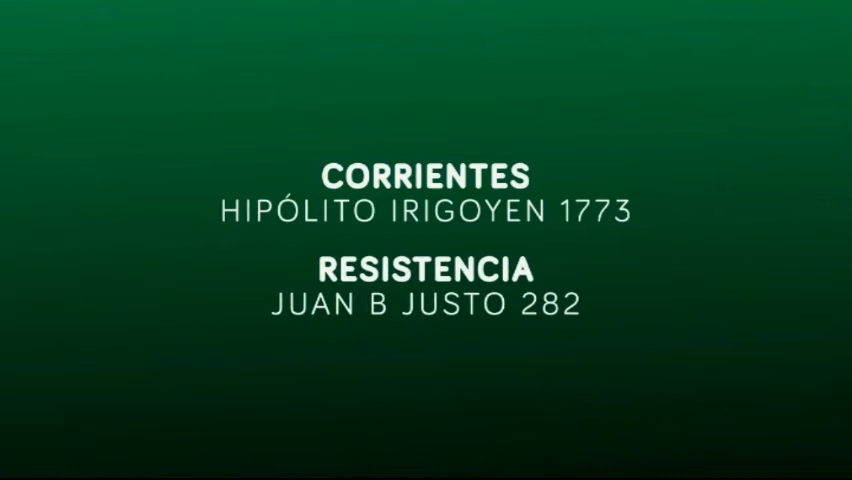 CORRIENTES
HIPÓLITO IRIGOYEN 1773
RESISTENCIA
JUAN B JUSTO 282